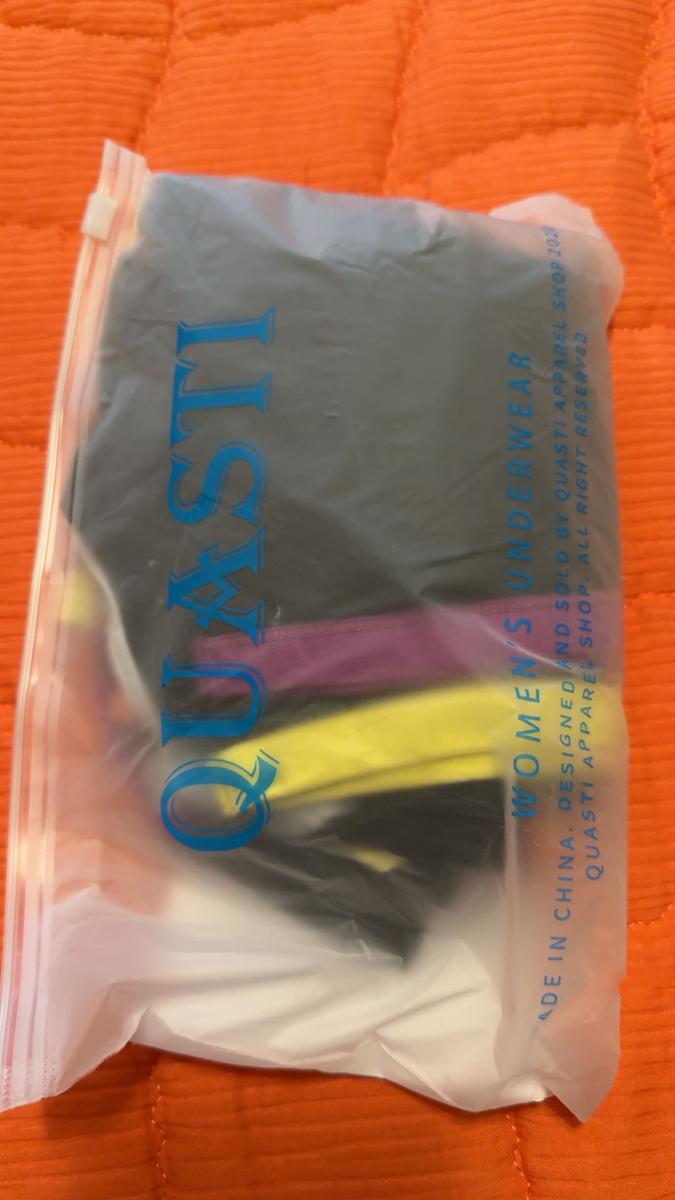 QUASTI
WOMEN'S UNDERWEAR
ADE IN CHINA. DESIGNED AND SOLD BY QUASTI APPAREL SHOP
QUASTI APPAREL SHOP. ALL RIGHT RESERVED